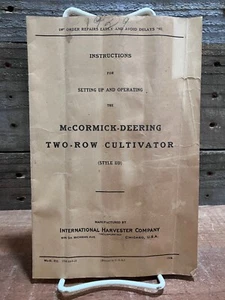 ORDER REPAIRS EARLY AND AVOID DELAYS
INSTRUCTIONS
FOR
SETTING UP AND OPERATING
THE
McCORMICK-DEERING
TWO-ROW CULTIVATOR
MANUFACTURED BY
INTERNATIONAL HARVESTER COMPANY
CHICAGO, U.S.A.